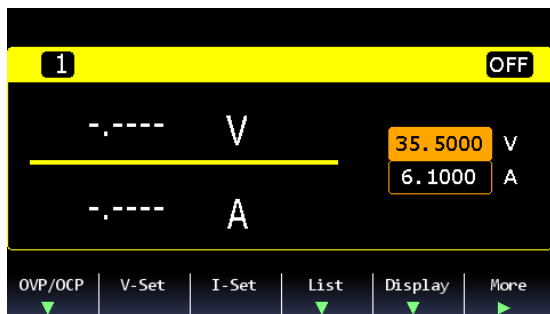 1 OFF
-.---- V
35.5000 V
6.1000 A
-.---- A
OVP/OCP V-Set I-Set List Display More